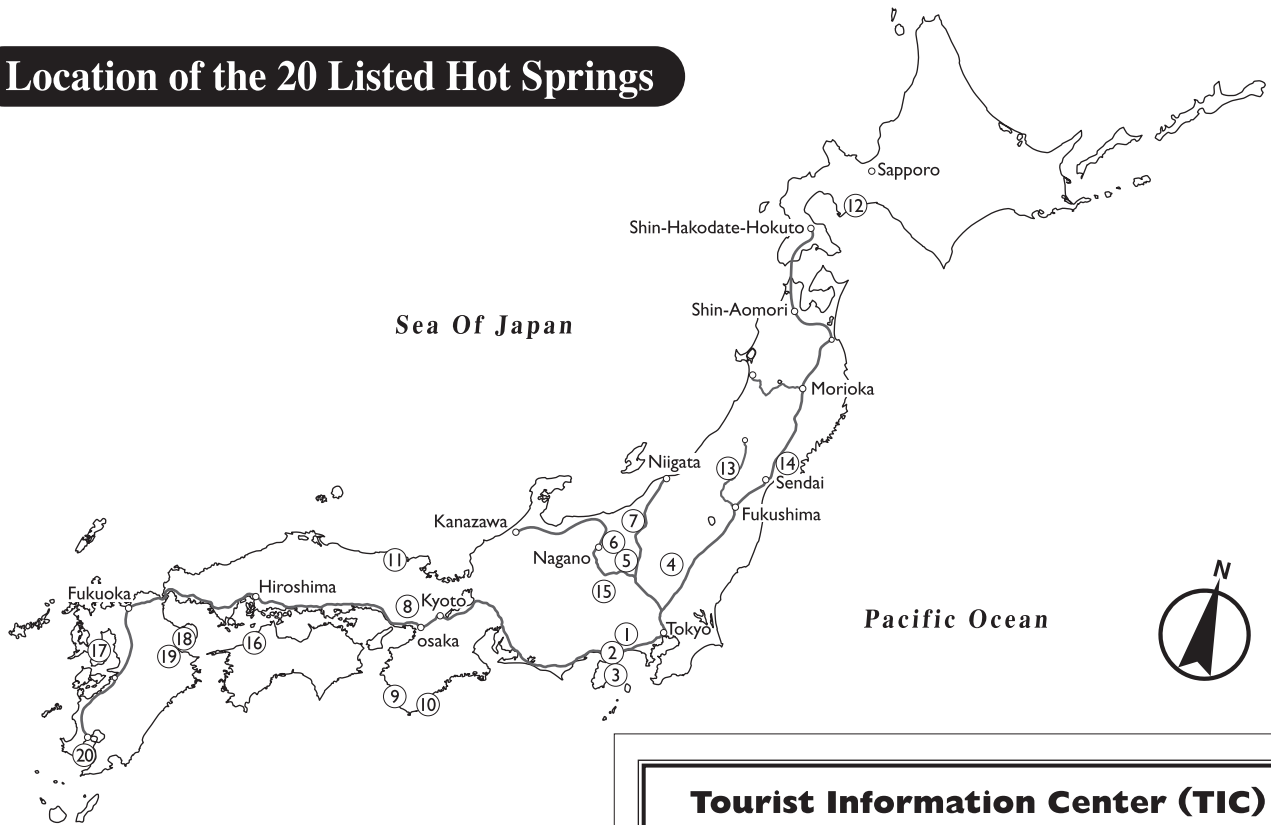 Location of the 20 Listed Hot Springs
Sapporo
12
Shin-Hakodate-Hokuto
Shin-Aomori
Sea Of Japan
Morioka
Niigata
13
14
Sendai
Kanazawa
7
Fukushima
6
Nagano
5
4
11
Fukuoka
Hiroshima
8
Kyoto
15
N
Pacific Ocean
osaka
1
Tokyo
17
18
16
2
19
3
9
10
20
Tourist Information Center (TIC)